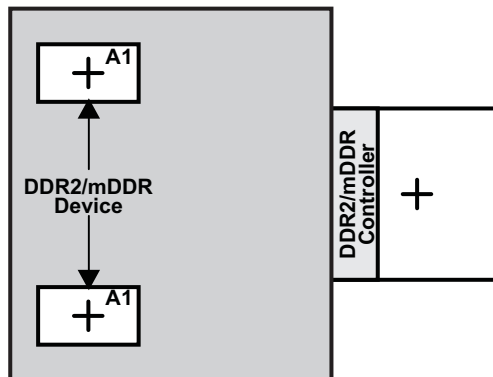 A1
DDR2/mDDR
Device
A1
DDR2/mDDR
Controller